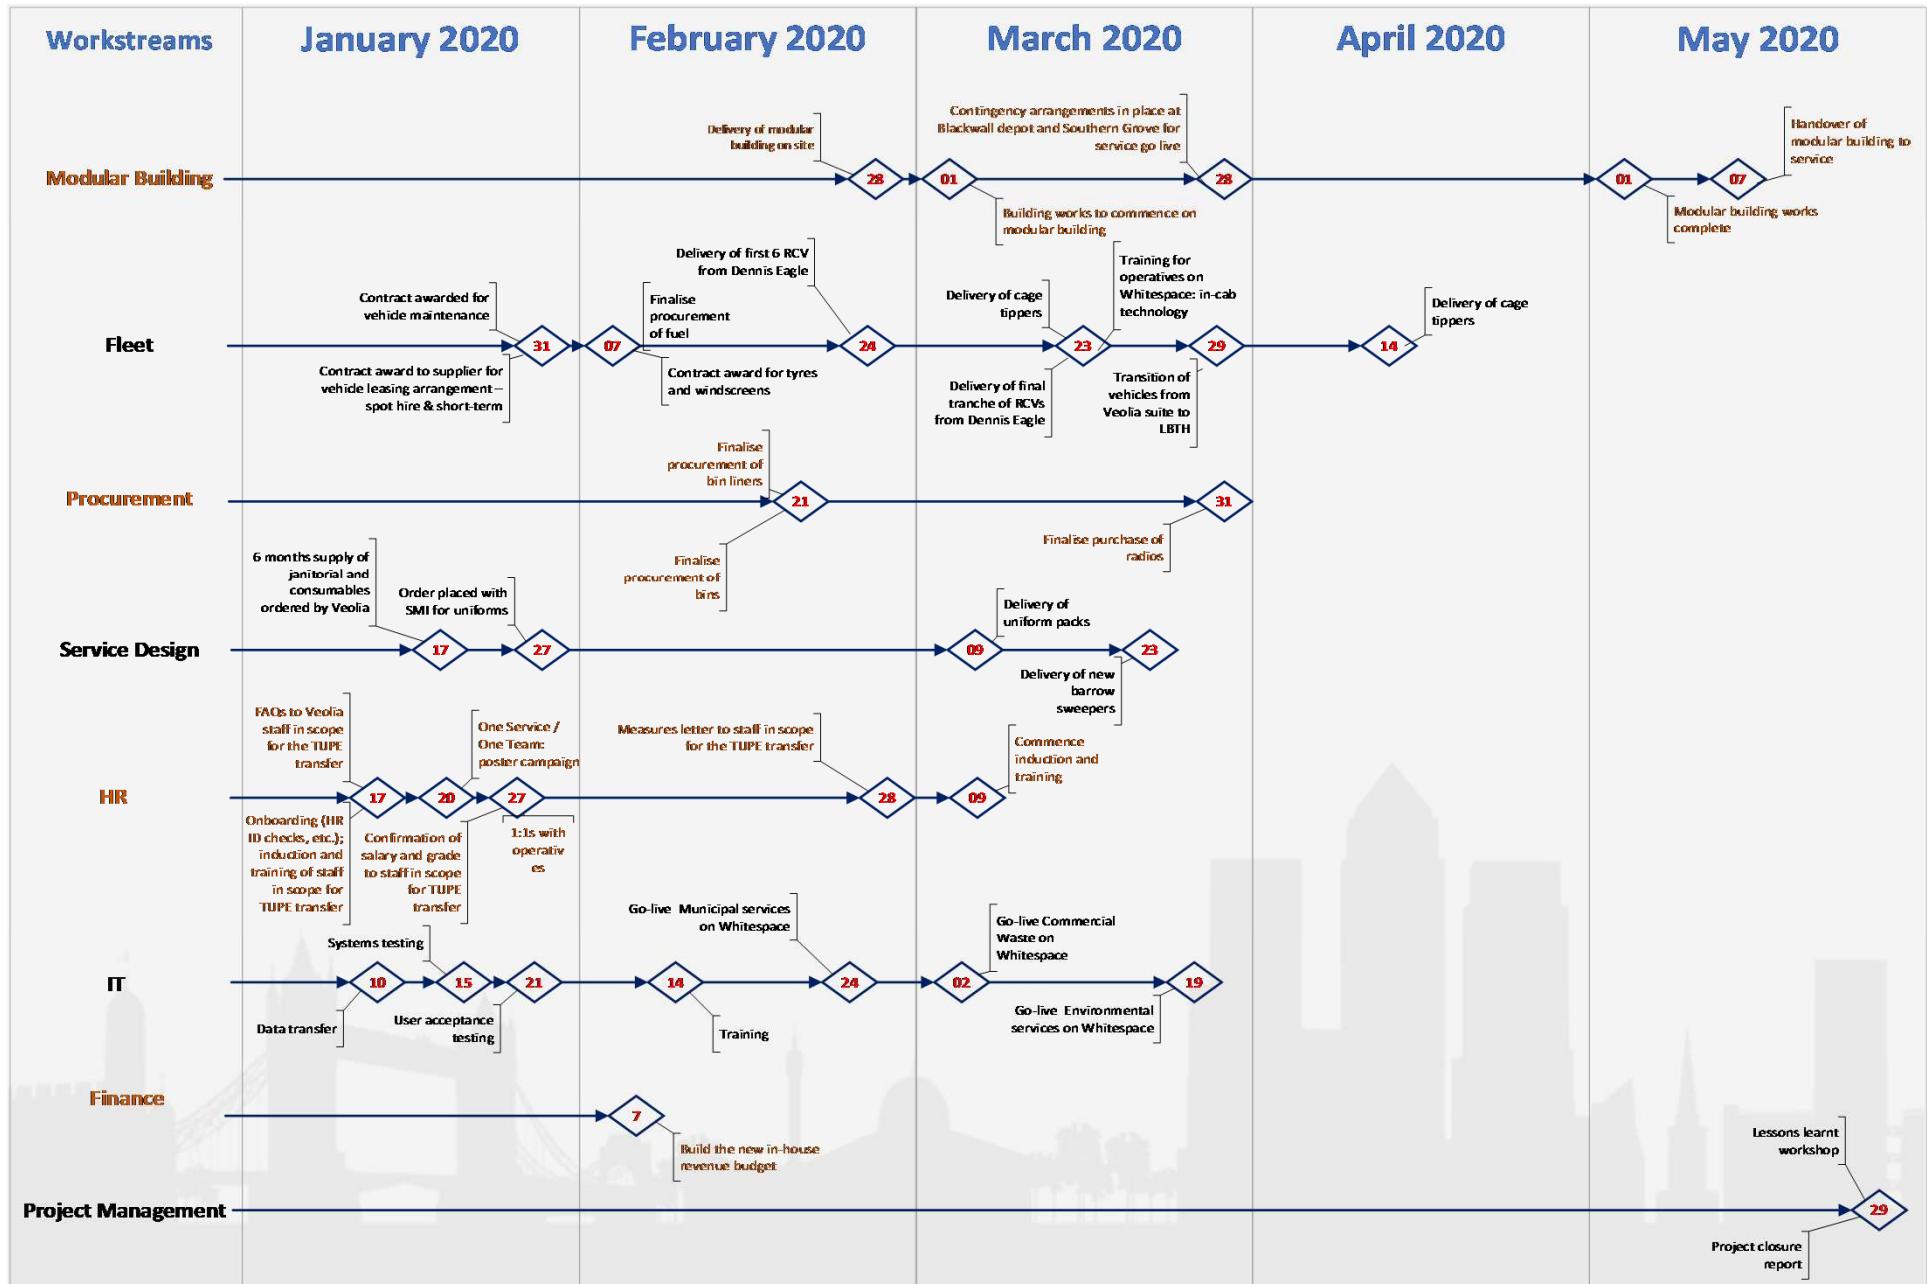 Workstreams
January 2020
February 2020
March 2020
April 2020
May 2020
Modular Building
Delivery of modular
building on site
28
01
Building works to commence on
modular building
Contingency arrangements in place at
Blackwall depot and Southern Grove for
service go live
28
01
Modular building works
complete
07
Handover of
modular building to
service
Fleet
Contract awarded for
vehicle maintenance
31
Contract award to supplier for
vehicle leasing arrangement –
spot hire & short-term
Finalise
procurement
of fuel
07
Contract award for tyres
and windscreens
Delivery of first 6 RCV
from Dennis Eagle
24
Delivery of cage
tippers
Training for
operatives on
Whitespace: in-cab
technology
23
Delivery of final
tranche of RCVs
from Dennis Eagle
29
Transition of
vehicles from
Veolia suite to
LBTH
14
Delivery of cage
tippers
Procurement
Finalise
procurement of
bin liners
21
Finalise
procurement of
bins
31
Finalise purchase of
radios
Service Design
6 months supply of
janitorial and
consumables
ordered by Veolia
17
Order placed with
SMI for uniforms
27
Delivery of
uniform packs
09
23
Delivery of new
barrow
sweepers
HR
FAQs to Veolia
staff in scope
for the TUPE
transfer
17
Onboarding (HR
ID checks, etc.);
induction and
training of staff
in scope for
TUPE transfer
One Service /
One Team:
poster campaign
20
27
Confirmation of
salary and grade
to staff in scope
for TUPE
transfer
1:1s with
operativ
es
Measures letter to staff in scope
for the TUPE transfer
28
Commence
induction and
training
09
IT
10
Data transfer
Systems testing
15
21
User acceptance
testing
14
Training
Go-live Municipal services
on Whitespace
24
Go-live Commercial
Waste on
Whitespace
02
19
Go-live Environmental
services on Whitespace
Finance
7
Build the new in-house
revenue budget
Project Management
Lessons learnt
workshop
29
Project closure
report